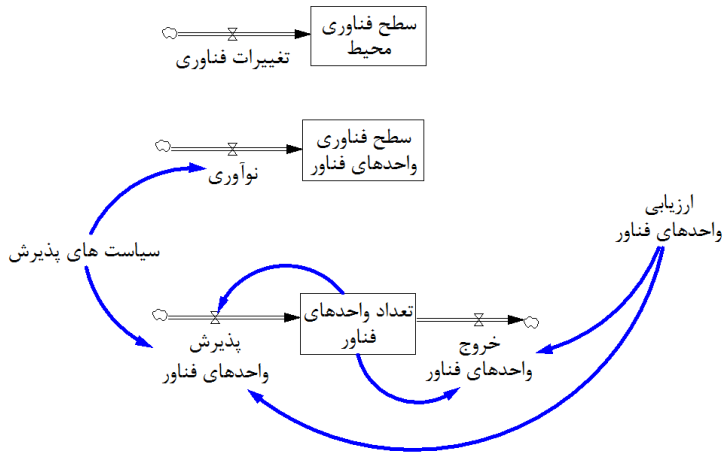 سطح فناوری
محیط
تغییرات فناوری
سطح فناوری
واحدهای فناور
نوآوری
ارزیابی
واحدهای فناور
سیاست های پذیرش
تعداد واحدهای
فناور
پذیرش
واحدهای فناور
خروج
واحدهای فناور